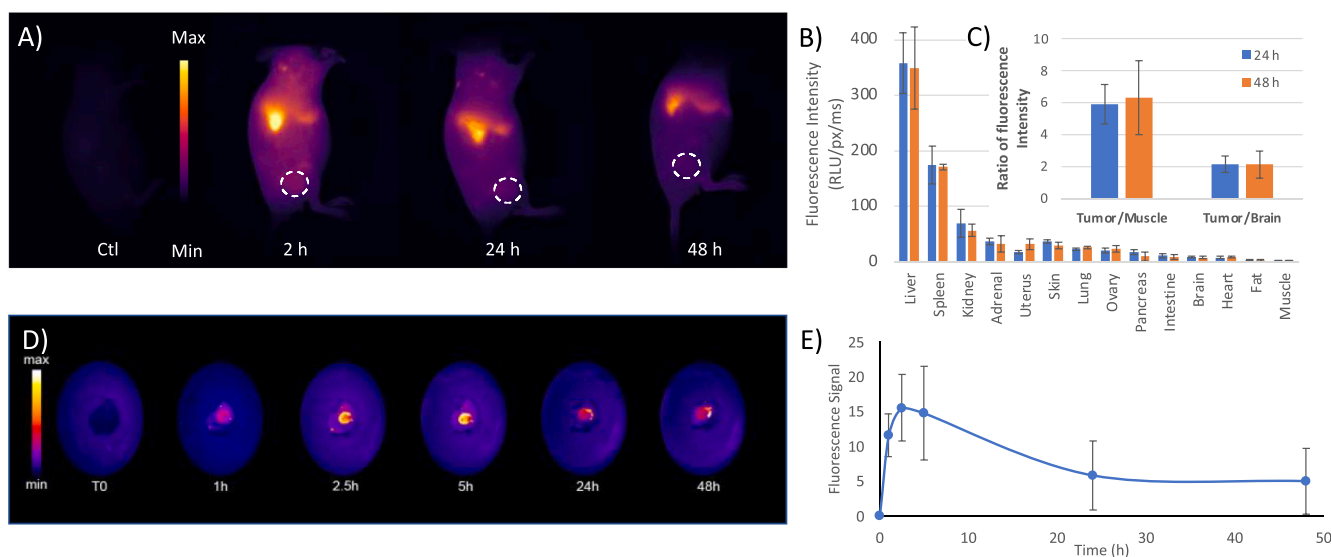 A)
Max
Min
Ctl
2 h
24 h
48 h
B)
Fluorescence Intensity
(RLU/px/ms)
400
300
200
100
0
Liver
Spleen
Kidney
Adrenal
Uterus
Skin
Lung
Ovary
Pancreas
Intestine
Brain
Heart
Fat
Muscle
C)
Ratio of fluorescence
Intensity
10
8
6
4
2
0
24 h
48 h
Tumor/Muscle
Tumor/Brain
D)
max
min
T0
1h
2.5h
5h
24h
48h
E)
Fluorescence Signal
25
20
15
10
5
0
0
10
20
30
40
50
Time (h)